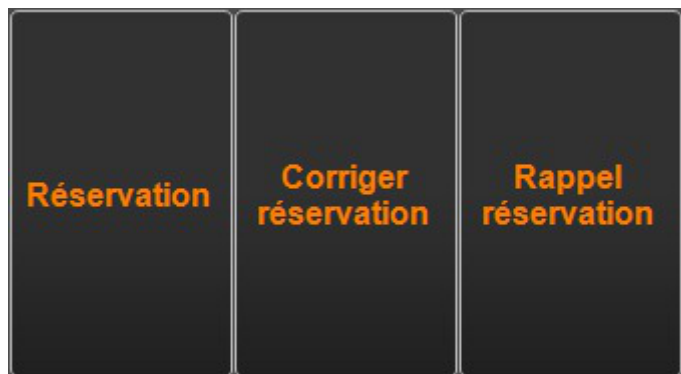 Réservation
Corriger
réservation
Rappel
réservation